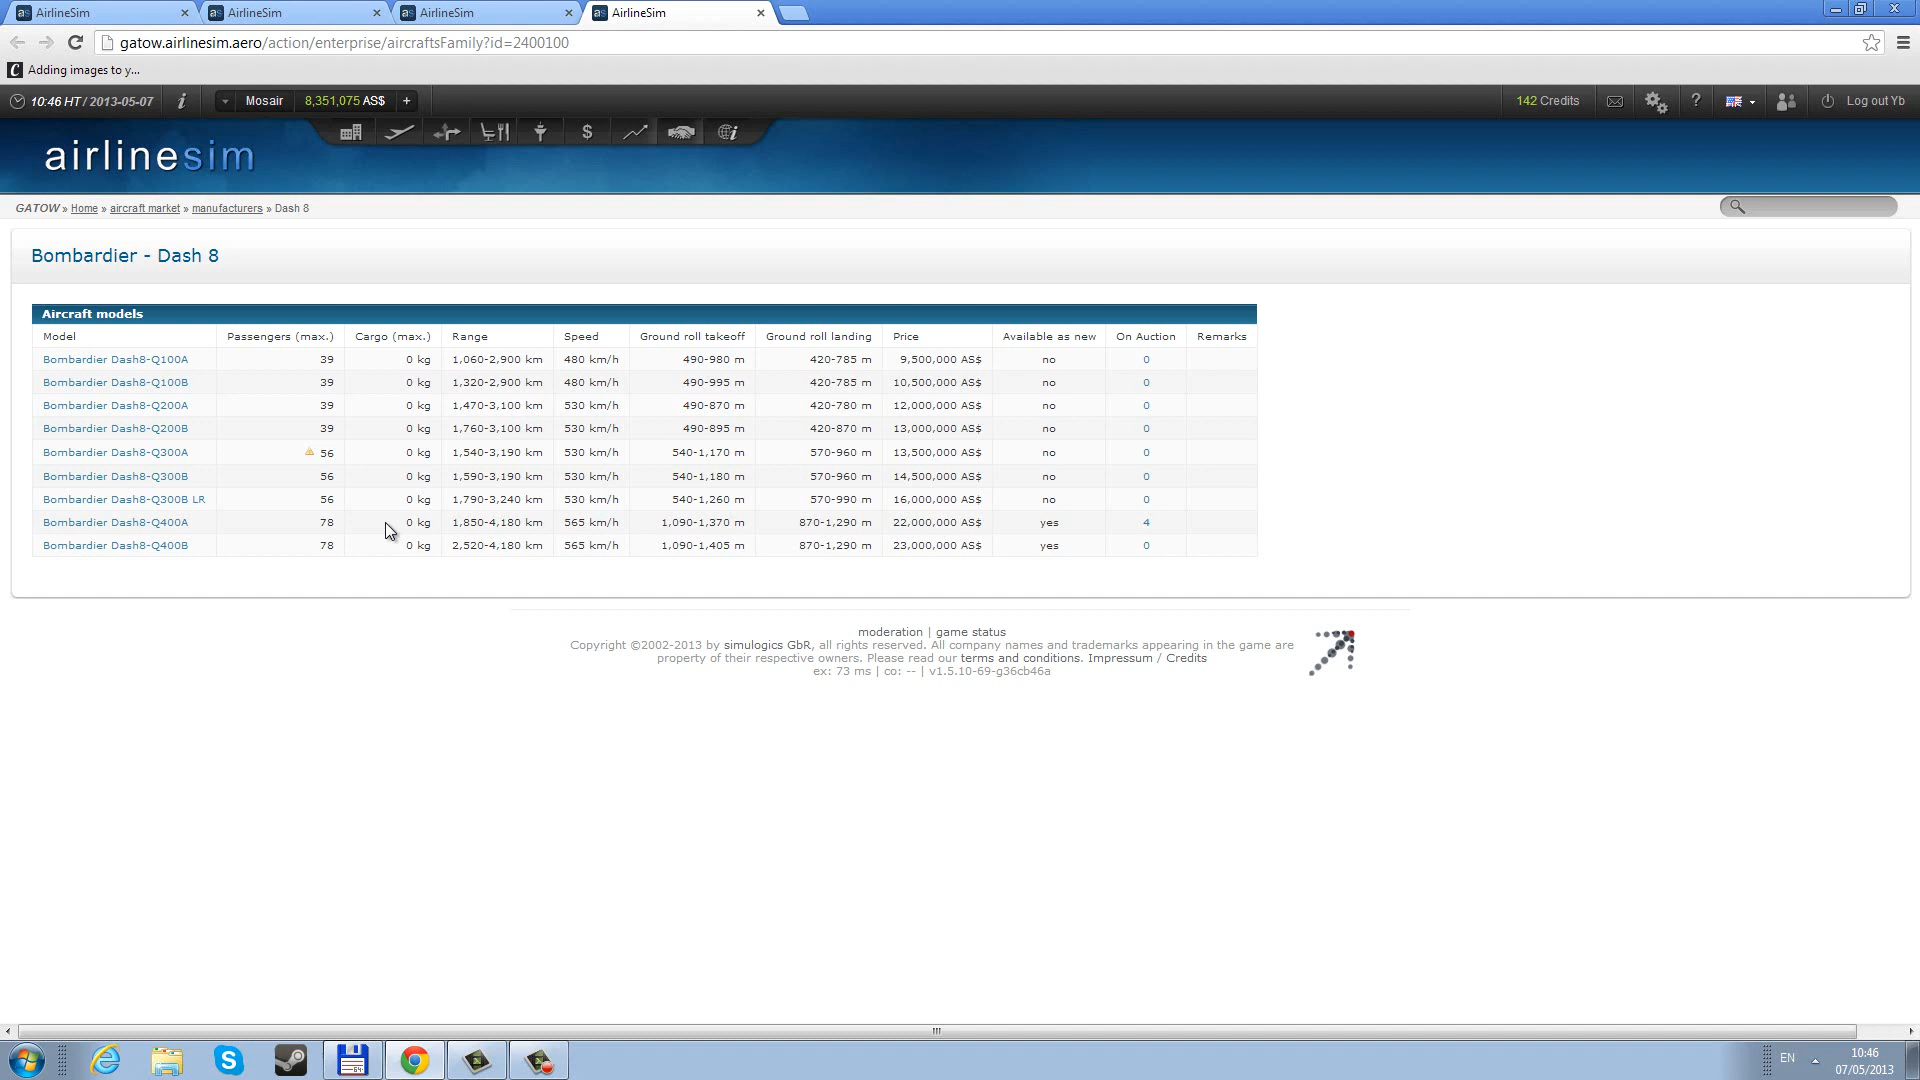 AirlineSim AirlineSim AirlineSim AirlineSim
gatow.airlinesim.aero/action/enterprise/aircraftsFamily?id=2400100
Adding images to y...
10:46 HT / 2013-05-07 i Mosair 8,351,075 AS$ + 142 Credits ? Log out Yb
airlinesim
GATOW » Home » aircraft market » manufacturers » Dash 8
Bombardier - Dash 8
Aircraft models
Model Passengers (max.) Cargo (max.) Range Speed Ground roll takeoff Ground roll landing Price Available as new On Auction Remarks
Bombardier Dash8-Q100A 39 0 kg 1,060-2,900 km 480 km/h 490-980 m 420-785 m 9,500,000 AS$ no 0
Bombardier Dash8-Q100B 39 0 kg 1,320-2,900 km 480 km/h 490-995 m 420-785 m 10,500,000 AS$ no 0
Bombardier Dash8-Q200A 39 0 kg 1,470-3,100 km 530 km/h 490-870 m 420-780 m 12,000,000 AS$ no 0
Bombardier Dash8-Q200B 39 0 kg 1,760-3,100 km 530 km/h 490-895 m 420-870 m 13,000,000 AS$ no 0
Bombardier Dash8-Q300A 56 0 kg 1,540-3,190 km 530 km/h 540-1,170 m 570-960 m 13,500,000 AS$ no 0
Bombardier Dash8-Q300B 56 0 kg 1,590-3,190 km 530 km/h 540-1,180 m 570-960 m 14,500,000 AS$ no 0
Bombardier Dash8-Q300B LR 56 0 kg 1,790-3,240 km 530 km/h 540-1,260 m 570-990 m 16,000,000 AS$ no 0
Bombardier Dash8-Q400A 78 0 kg 1,850-4,180 km 565 km/h 1,090-1,370 m 870-1,290 m 22,000,000 AS$ yes 4
Bombardier Dash8-Q400B 78 0 kg 2,520-4,180 km 565 km/h 1,090-1,405 m 870-1,290 m 23,000,000 AS$ yes 0
moderation | game status
Copyright ©2002-2013 by simulogics GbR, all rights reserved. All company names and trademarks appearing in the game are
property of their respective owners. Please read our terms and conditions. Impressum / Credits
ex: 73 ms | co: -- | v1.5.10-69-g36cb46a
EN 10:46
07/05/2013